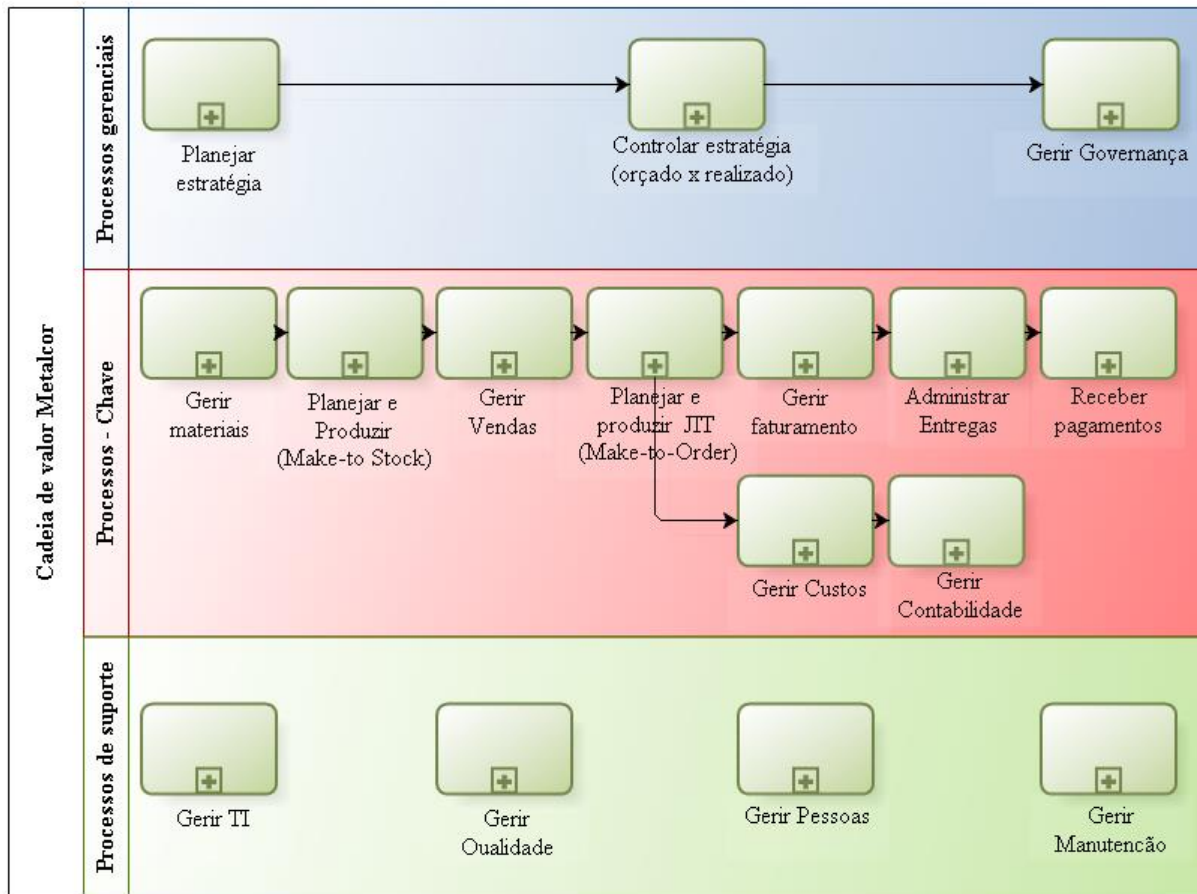 Cadeia de valor Metalcor
Processos gerenciais
Planejar
estratégia
Controlar estratégia
(orçado x realizado)
Gerir Governança
Processos - Chave
Gerir
materiais
Planejar e
Produzir
(Make-to Stock)
Gerir
Vendas
Planejar e
produzir JIT
(Make-to-Order)
Gerir
faturamento
Administrar
Entregas
Receber
pagamentos
Gerir Custos
Gerir
Contabilidade
Processos de suporte
Gerir TI
Gerir
Qualidade
Gerir Pessoas
Gerir
Manutencão